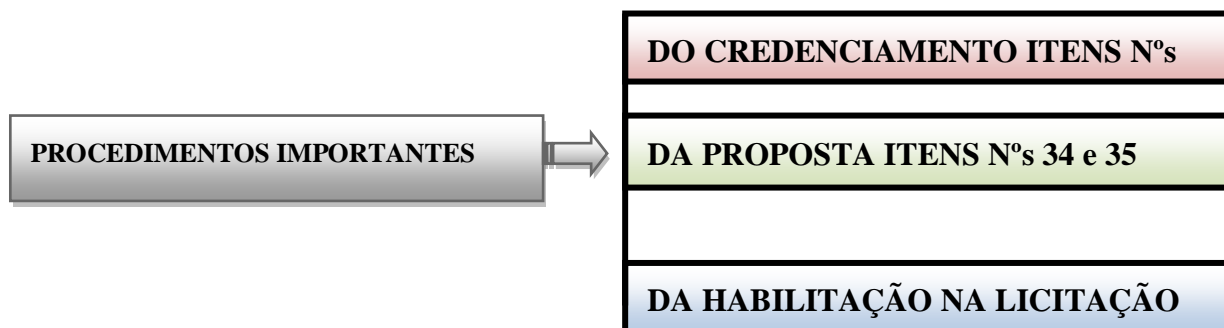 DO CREDENCIAMENTO ITENS Nºs
PROCEDIMENTOS IMPORTANTES
DA PROPOSTA ITENS Nºs 34 e 35
DA HABILITAÇÃO NA LICITAÇÃO